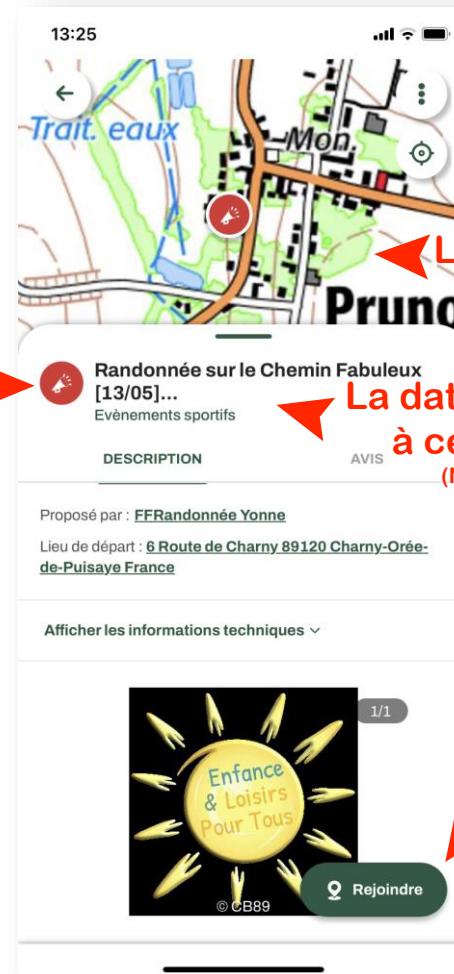 13:25
Trait. eaux
Mon.
L
Pruno
Randonnée sur le Chemin Fabuleux
[13/05]...
Evènements sportifs
La dat
à ce
(N
DESCRIPTION
AVIS
Proposé par : FFRandonnée Yonne
Lieu de départ : 6 Route de Charny 89120 Charny-Orée-
de-Puisaye France
Afficher les informations techniques
1/1
Enfance
& Loisirs
Pour Tous
© CB89
Rejoindre